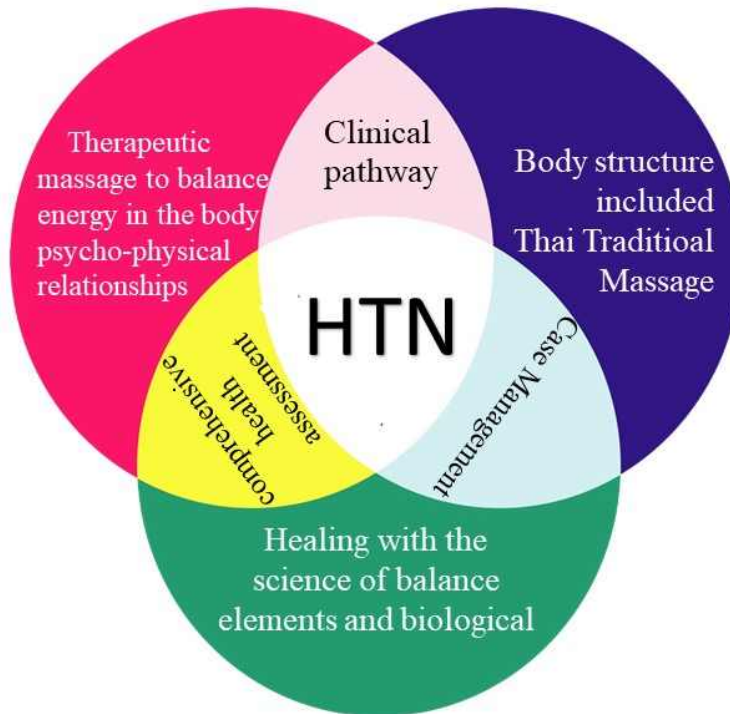 Therapeutic
massage to balance
energy in the body
psycho-physical
relationships
Clinical
pathway
Body structure
included
Thai Traditioal
Massage
HTN
comprehensive
health
assessment
Case Management
Healing with the
science of balance
elements and biological